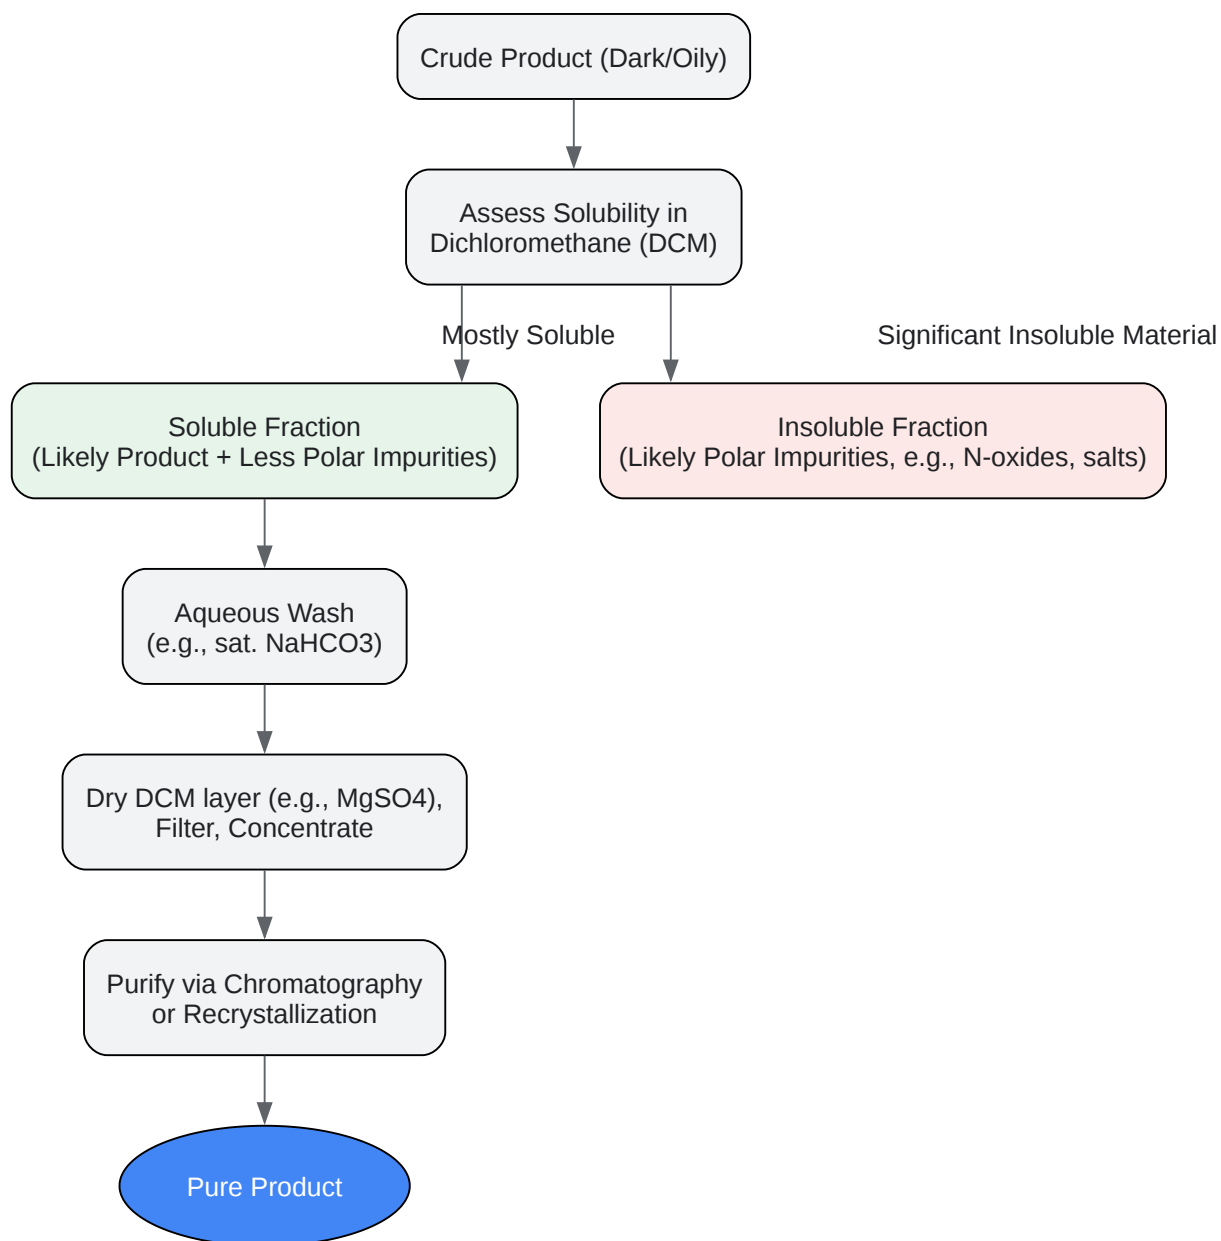 Crude Product (Dark/Oily)
Assess Solubility in
Dichloromethane (DCM)
Mostly Soluble
Significant Insoluble Material
Soluble Fraction
(Likely Product + Less Polar Impurities)
Insoluble Fraction
(Likely Polar Impurities, e.g., N-oxides, salts)
Aqueous Wash
(e.g., sat. NaHCO3)
Dry DCM layer (e.g., MgSO4),
Filter, Concentrate
Purify via Chromatography
or Recrystallization
Pure Product